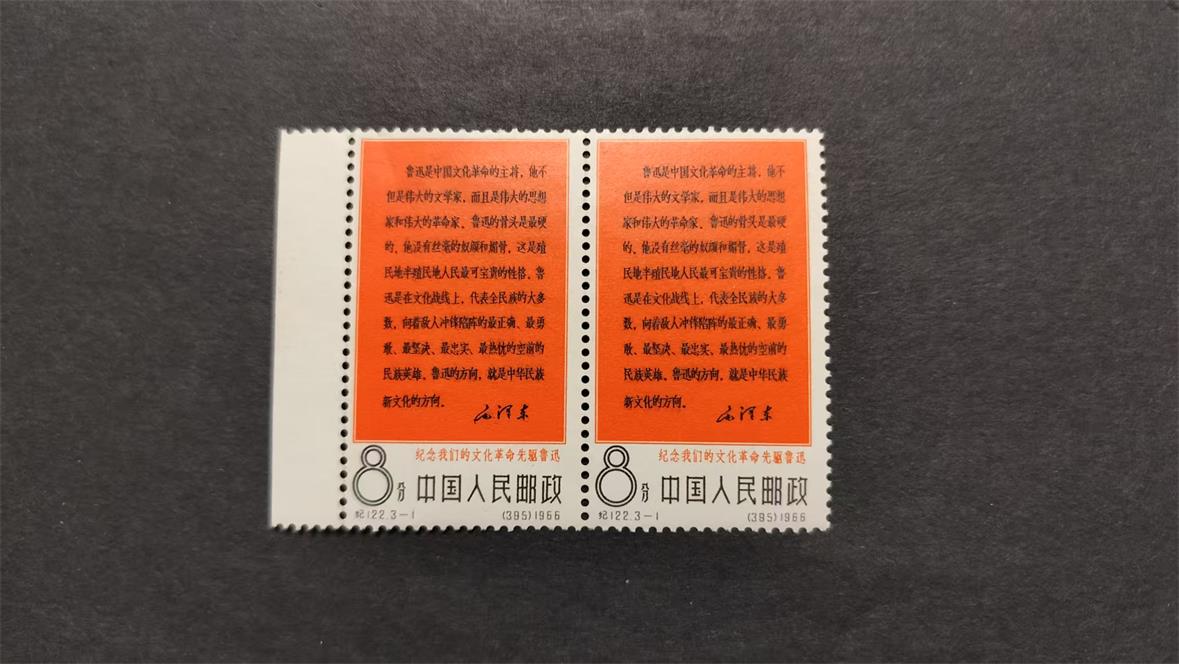 鲁迅是中国文化革命的主将，他不
但是伟大的文学家，而且是伟大的思想
家和伟大的革命家。鲁迅的骨头是最硬
的，他没有丝毫的奴颜和媚骨，这是殖
民地半殖民地人民最可宝贵的性格。鲁
迅是在文化战线上，代表全民族的大多
数，向着敌人冲锋陷阵的最正确、最勇
敢、最坚决、最忠实、最热忱的空前的
民族英雄。鲁迅的方向，就是中华民族
新文化的方向。
毛泽东
纪念我们的文化革命先驱鲁迅
8分 中国人民邮政
纪122.3-1 (395)1966
鲁迅是中国文化革命的主将，他不
但是伟大的文学家，而且是伟大的思想
家和伟大的革命家。鲁迅的骨头是最硬
的，他没有丝毫的奴颜和媚骨，这是殖
民地半殖民地人民最可宝贵的性格。鲁
迅是在文化战线上，代表全民族的大多
数，向着敌人冲锋陷阵的最正确、最勇
敢、最坚决、最忠实、最热忱的空前的
民族英雄。鲁迅的方向，就是中华民族
新文化的方向。
毛泽东
纪念我们的文化革命先驱鲁迅
8分 中国人民邮政
纪122.3-1 (395)1966